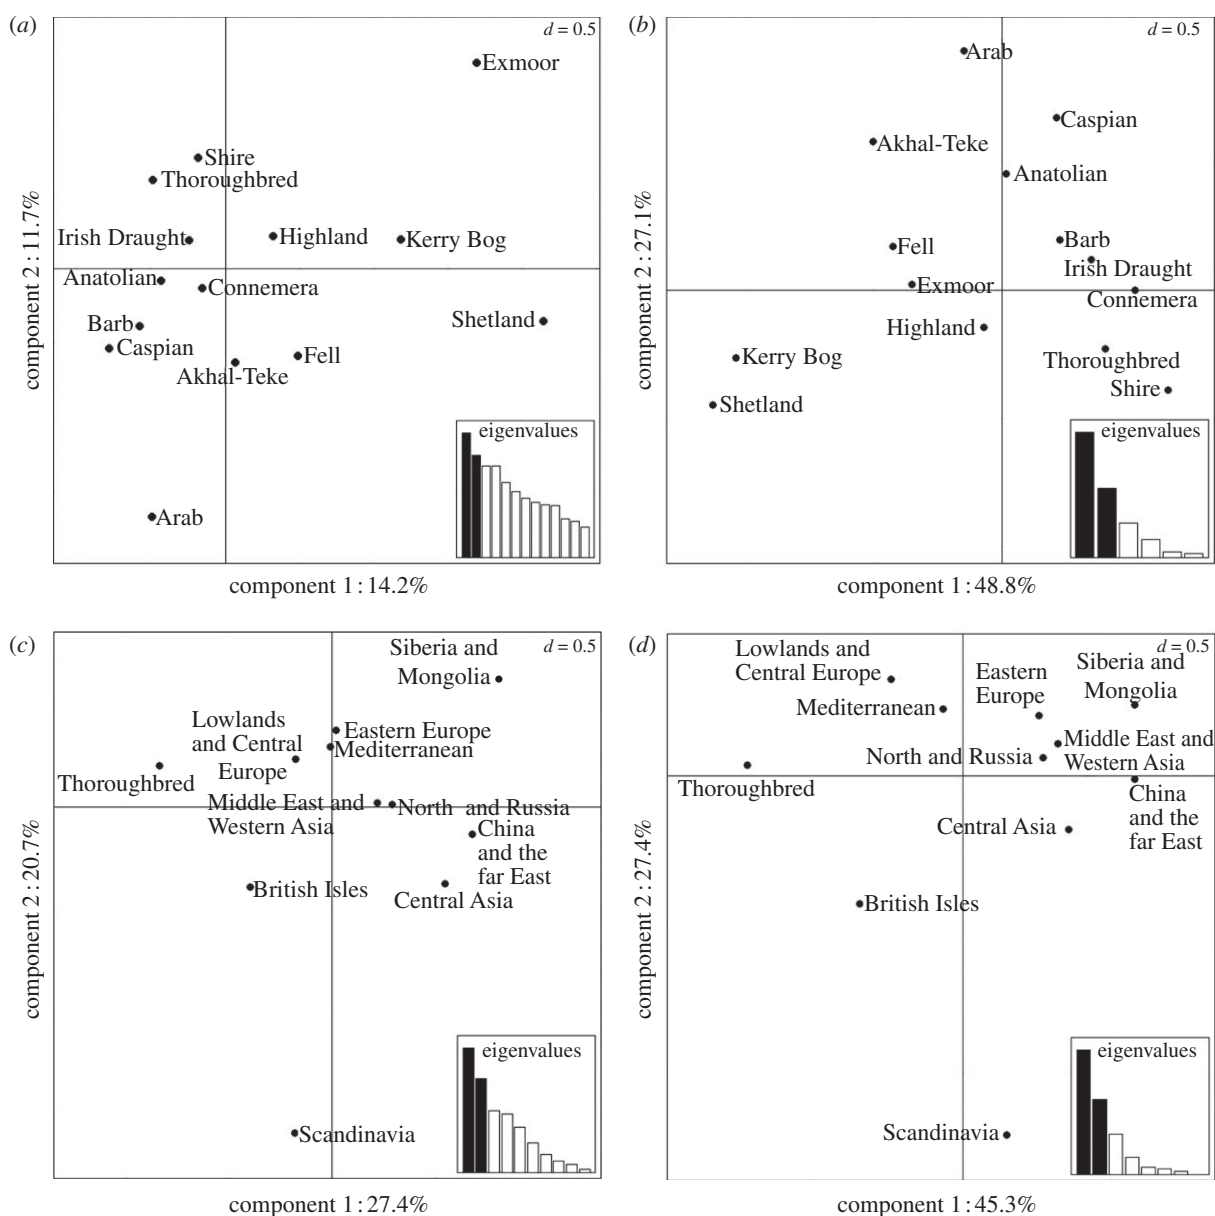 (a)
d = 0.5
Exmoor
Shire
Thoroughbred
Irish Draught
Highland
Kerry Bog
Anatolian
Connemera
Barb
Shetland
Caspian
Fell
Akhal-Teke
Arab
eigenvalues
component 2 : 11.7%
component 1 : 14.2%
(b)
d = 0.5
Arab
Caspian
Akhal-Teke
Anatolian
Fell
Barb
Irish Draught
Exmoor
Connemera
Highland
Kerry Bog
Thoroughbred
Shire
Shetland
eigenvalues
component 2 : 27.1%
component 1 : 48.8%
(c)
d = 0.5
Siberia and
Mongolia
Lowlands
and Central
Europe
Eastern Europe
Mediterranean
Thoroughbred
Middle East and
Western Asia
North and Russia
China
and the
far East
British Isles
Central Asia
Scandinavia
eigenvalues
component 2 : 20.7%
component 1 : 27.4%
(d)
d = 0.5
Lowlands and
Central Europe
Eastern
Europe
Siberia and
Mongolia
Mediterranean
North and Russia
Middle East and
Western Asia
Thoroughbred
China
and the
far East
Central Asia
British Isles
Scandinavia
eigenvalues
component 2 : 27.4%
component 1 : 45.3%